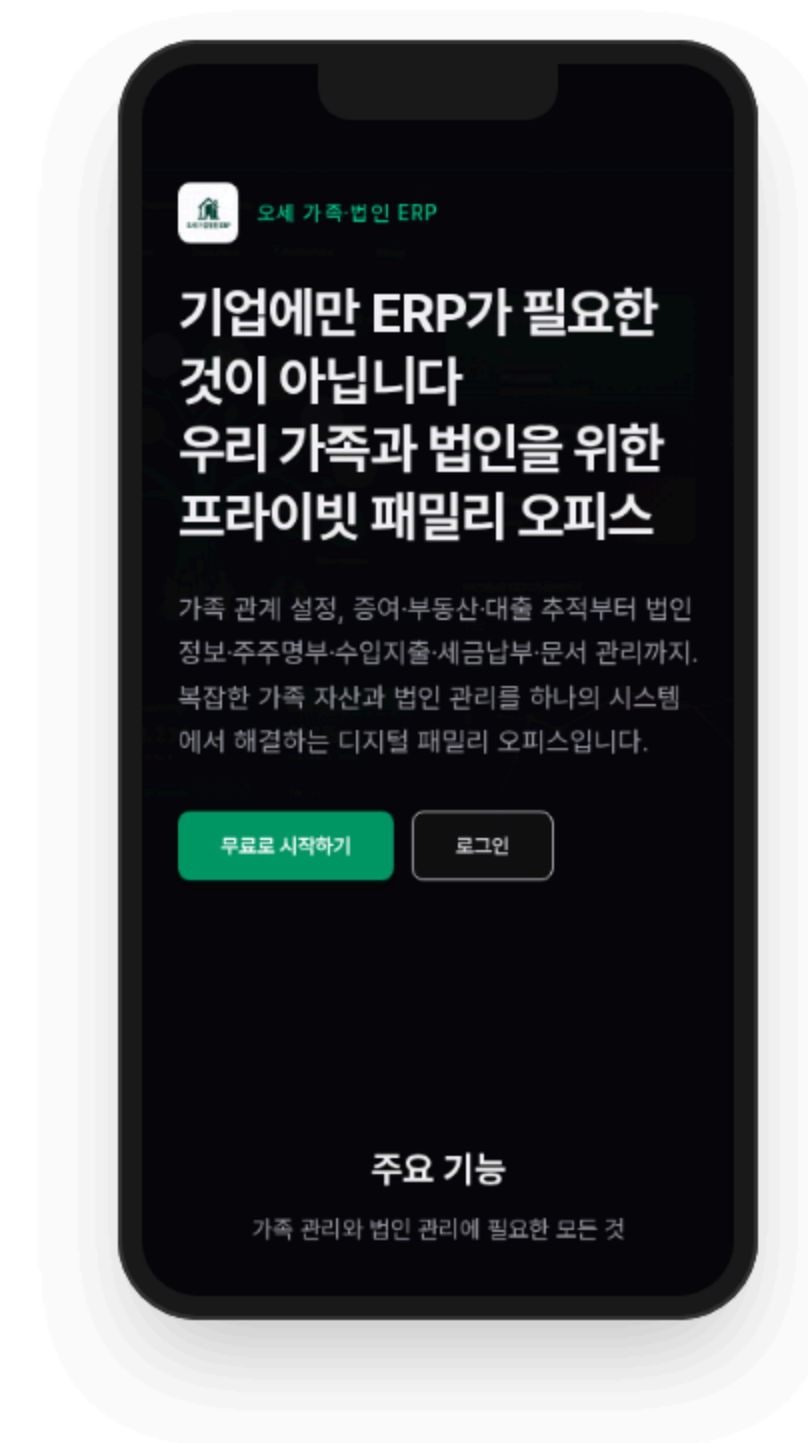 오세 가족·법인 ERP
기업에만 ERP가 필요한
것이 아닙니다
우리 가족과 법인을 위한
프라이빗 패밀리 오피스
가족 관계 설정, 증여·부동산·대출 추적부터 법인
정보·주주명부·수입지출·세금납부·문서 관리까지.
복잡한 가족 자산과 법인 관리를 하나의 시스템
에서 해결하는 디지털 패밀리 오피스입니다.
무료로 시작하기
로그인
주요 기능
가족 관리와 법인 관리에 필요한 모든 것